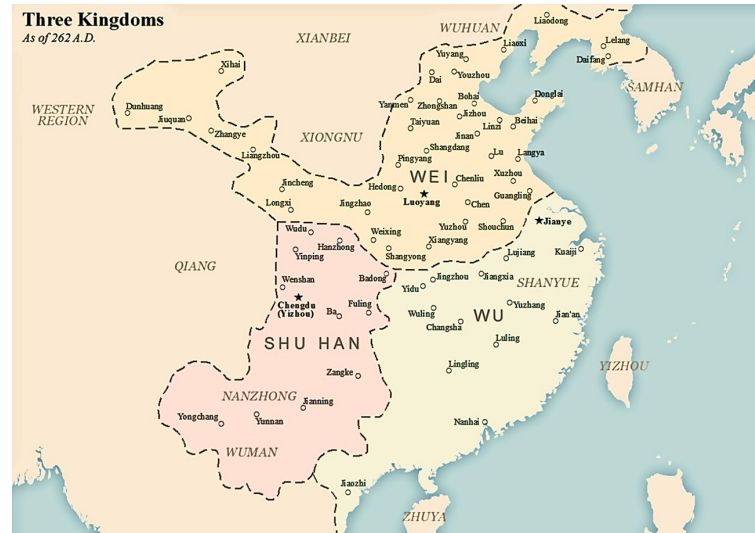 Three Kingdoms
As of 262 A.D.
XIANBEI
WUHUAN
Liaodong
Liaoxi
Lelang
Daifang
SAMHAN
Yuyang
Youzhou
Dai
Xihai
WESTERN
REGION
Dunhuang
Jiuquan
Zhangye
Liangzhou
XIONGNU
Yanmen
Zhongshan
Bohai
Jizhou
Donglai
Taiyuan
Jinan
Linzi
Beihai
Shangdang
Lu
Langya
Pingyang
WEI
Chenliu
Xuzhou
Jincheng
Hedong
Luoyang
Guangling
Longxi
Jingzhao
Chen
Wudu
Weixing
Yuzhou
Shouchun
Jianye
Hanzhong
Xiangyang
Yinping
Shangyong
Lujiang
Kuaiji
QIANG
Wenshan
Badong
Jingzhou
Jiangxia
SHANYUE
Yidu
Chengdu
(Yizhou)
Fuling
Ba
Wuling
WU
Yuzhang
Changsha
Jian'an
SHU HAN
Luling
Zangke
Lingling
YIZHOU
NANZHONG
Jianning
Yongchang
Yunnan
Nanhai
WUMAN
Jiaozhi
ZHUYA